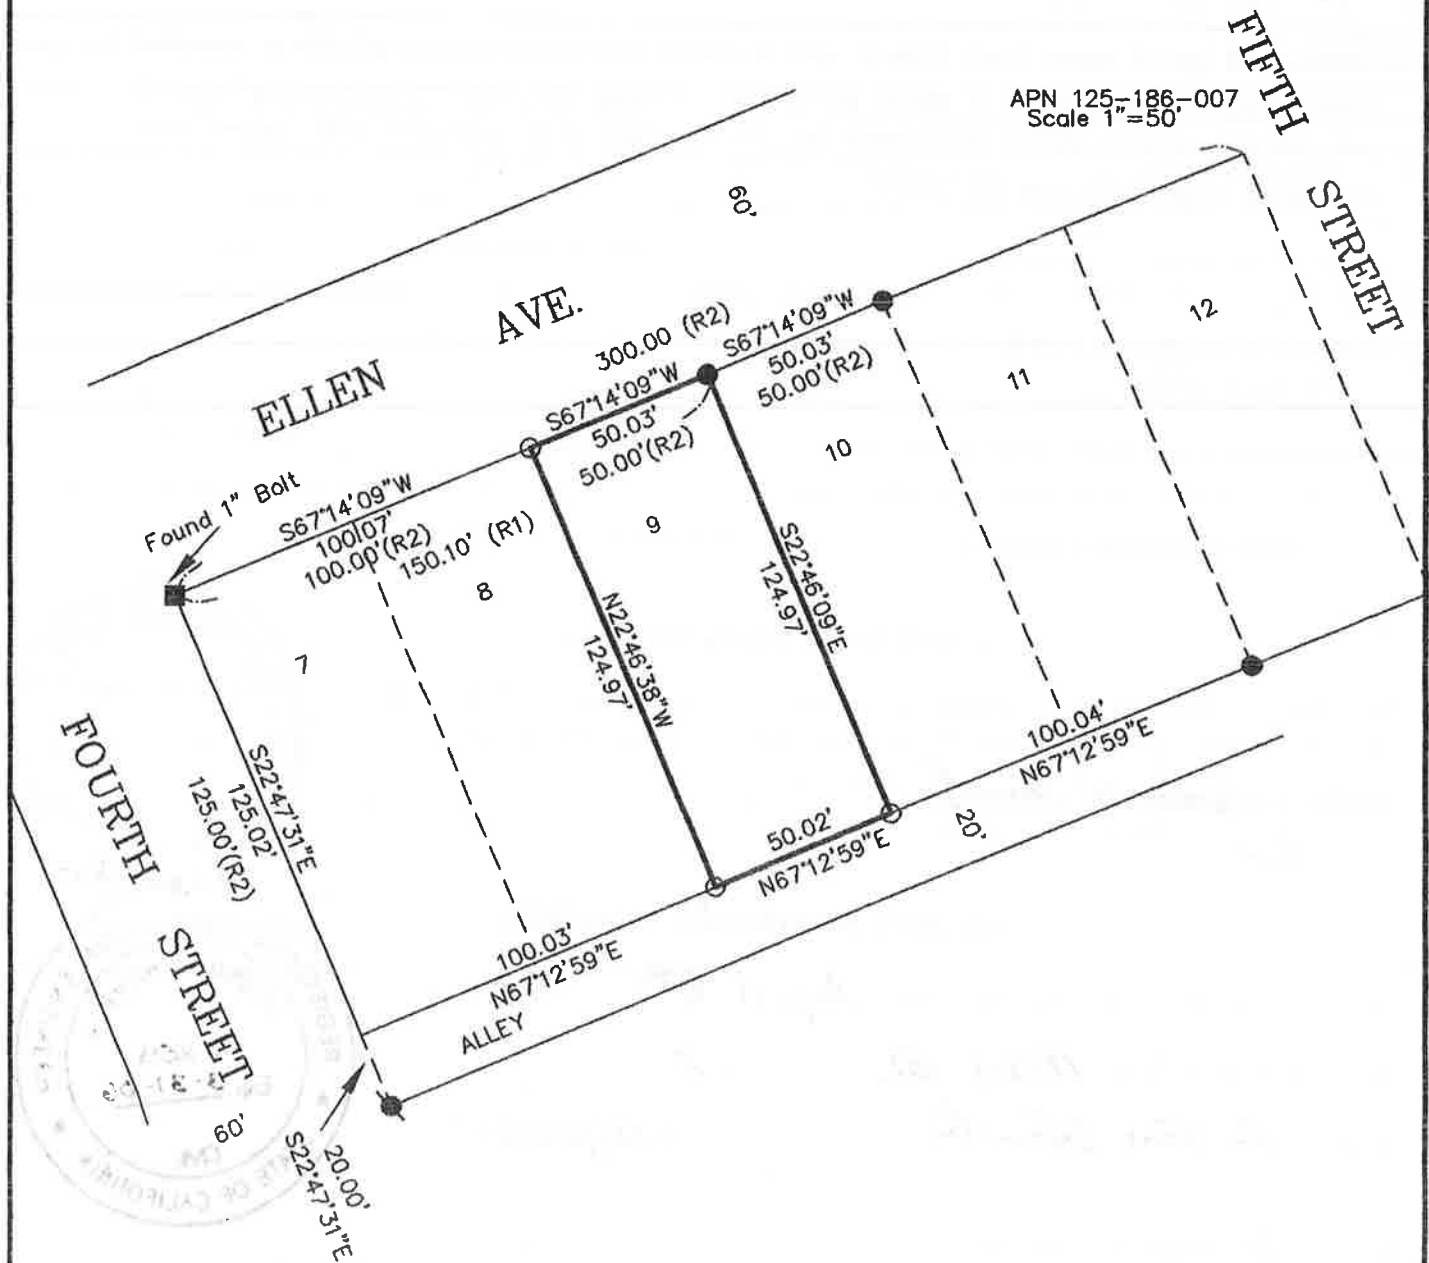 FIFTH
STREET
APN 125-186-007
Scale 1"=50'
60'
ELLEN AVE.
300.00 (R2)
S67°14'09"W
50.03'
50.00'(R2)
S67°14'09"W
50.03'
50.00'(R2)
Found 1" Bolt
S67°14'09"W
100.07'
100.00'(R2)
150.10' (R1)
7
8
9
10
11
12
N22°46'38"W
124.97'
S22°46'09"E
124.97'
FOURTH
STREET
S22°47'31"E
125.02'
125.00'(R2)
100.03'
N67°12'59"E
50.02'
N67°12'59"E
100.04'
N67°12'59"E
20'
ALLEY
60'
20.00'
S22°47'31"E
STATE OF CALIFORNIA